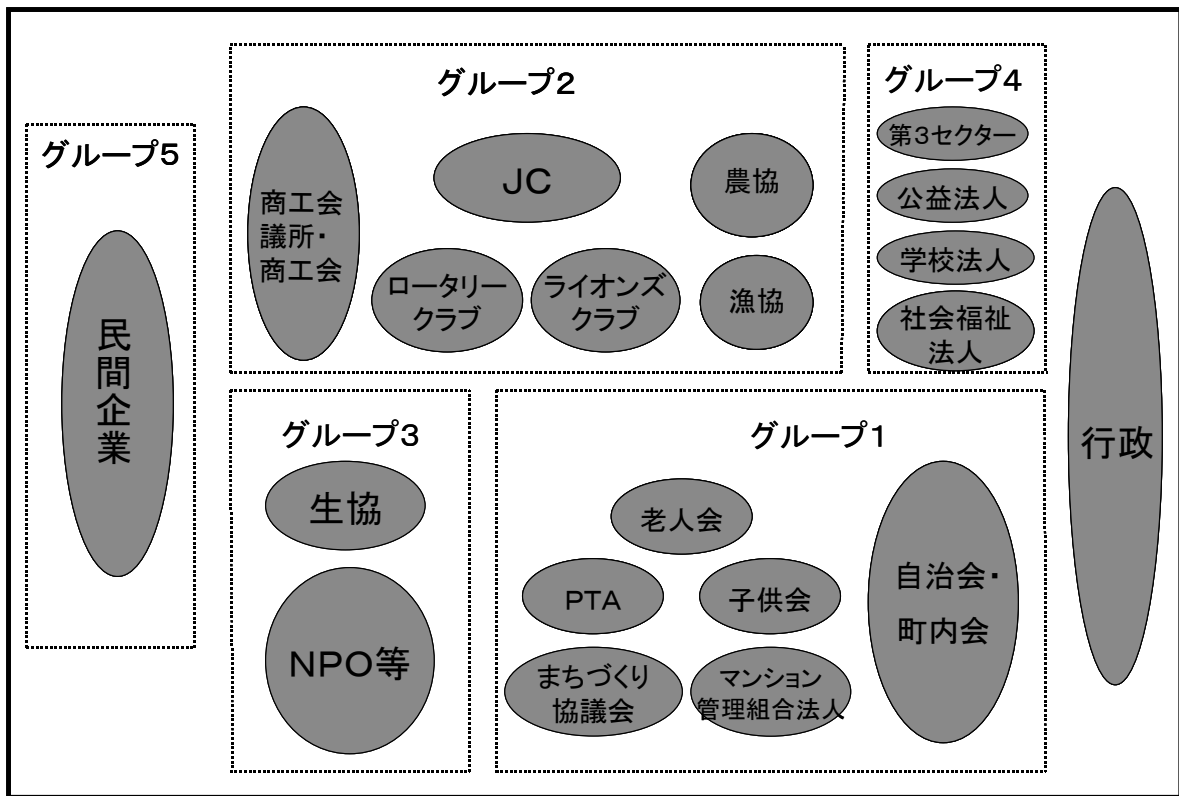 グループ5
民間企業
グループ2
商工会
議所・
商工会
JC
ロータリー
クラブ
ライオンズ
クラブ
農協
漁協
グループ4
第3セクター
公益法人
学校法人
社会福祉
法人
グループ3
生協
NPO等
グループ1
老人会
PTA
子供会
まちづくり
協議会
マンション
管理組合法人
自治会・
町内会
行政